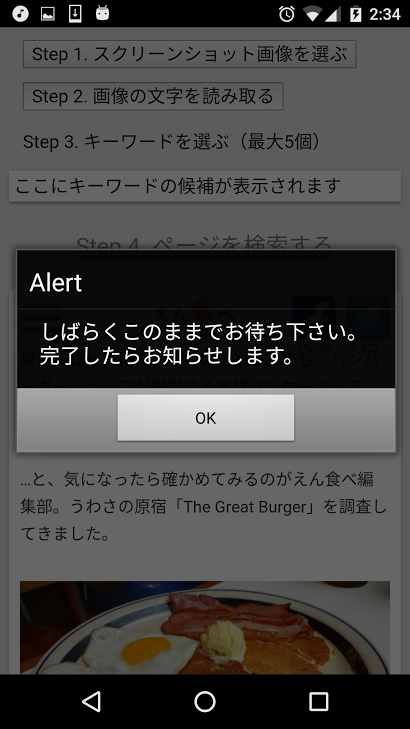 2:34
Step 1. スクリーンショット画像を選ぶ
Step 2. 画像の文字を読み取る
Step 3. キーワードを選ぶ（最大5個）
ここにキーワードの候補が表示されます
Step 4. ページを検索する
Alert
しばらくこのままでお待ち下さい。
完了したらお知らせします。
OK
…と、気になったら確かめてみるのがえん食べ編
集部。うわさの原宿「The Great Burger」を調査し
てきました。